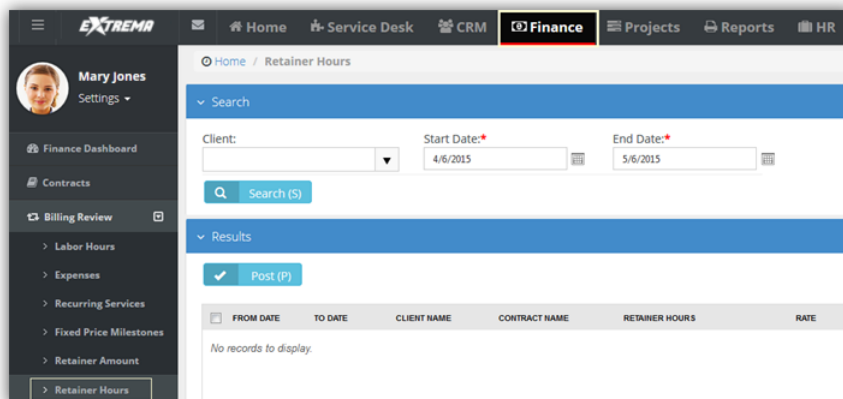 EXTREMA
Home Service Desk CRM Finance Projects Reports HR
Mary Jones
Settings
Home / Retainer Hours
Search
Client: Start Date:* End Date:*
4/6/2015 5/6/2015
Search (S)
Finance Dashboard
Contracts
Billing Review
> Labor Hours
> Expenses
> Recurring Services
> Fixed Price Milestones
> Retainer Amount
> Retainer Hours
Results
Post (P)
FROM DATE TO DATE CLIENT NAME CONTRACT NAME RETAINER HOURS RATE
No records to display.